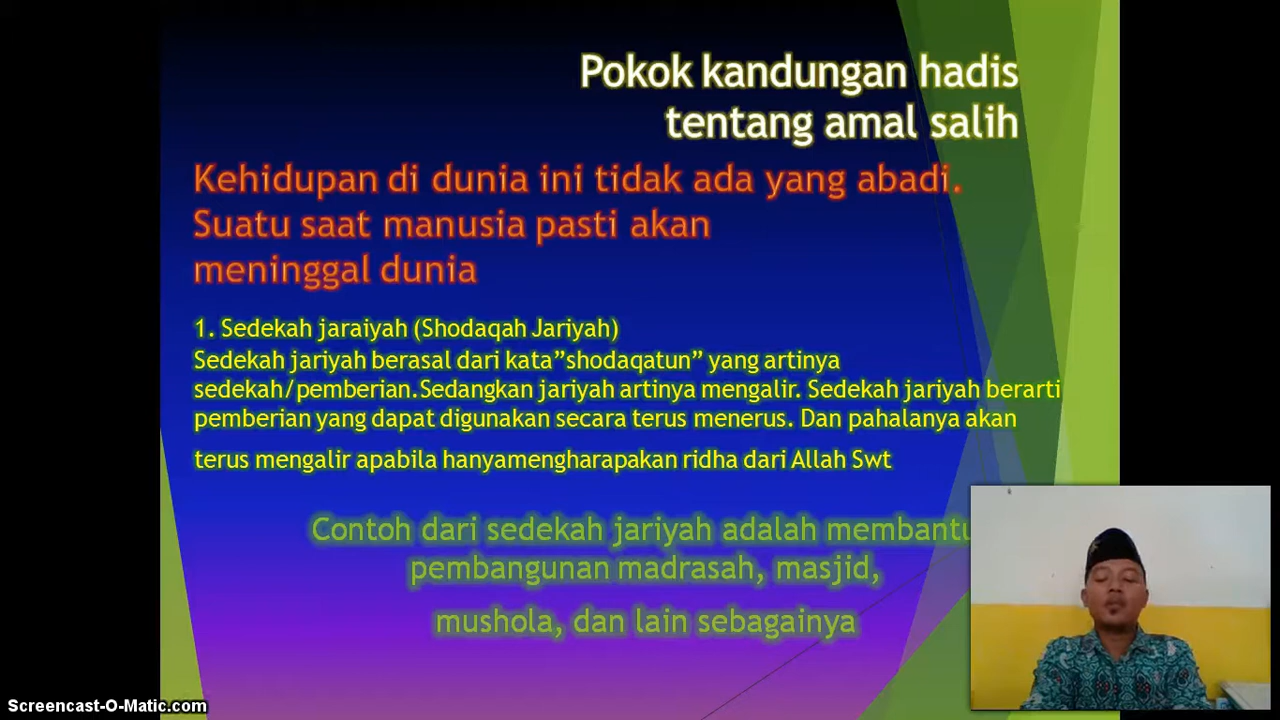 Pokok kandungan hadis
tentang amal salih
Kehidupan di dunia ini tidak ada yang abadi.
Suatu saat manusia pasti akan
meninggal dunia
1. Sedekah jaraiyah (Shodaqah Jariyah)
Sedekah jariyah berasal dari kata”shodaqatun” yang artinya
sedekah/pemberian.Sedangkan jariyah artinya mengalir. Sedekah jariyah berarti
pemberian yang dapat digunakan secara terus menerus. Dan pahalanya akan
terus mengalir apabila hanyamengharapakan ridha dari Allah Swt
Contoh dari sedekah jariyah adalah membantu
pembangunan madrasah, masjid,
mushola, dan lain sebagainya
Screencast-O-Matic.com